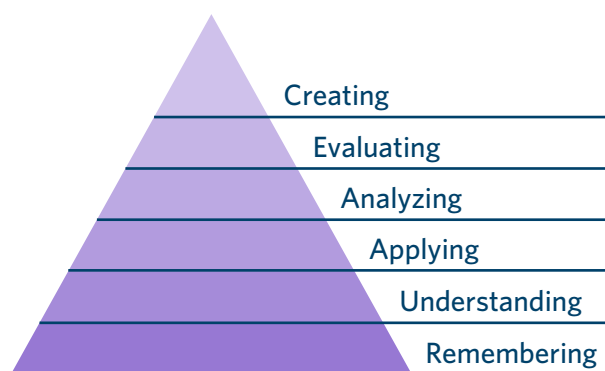 Creating
Evaluating
Analyzing
Applying
Understanding
Remembering